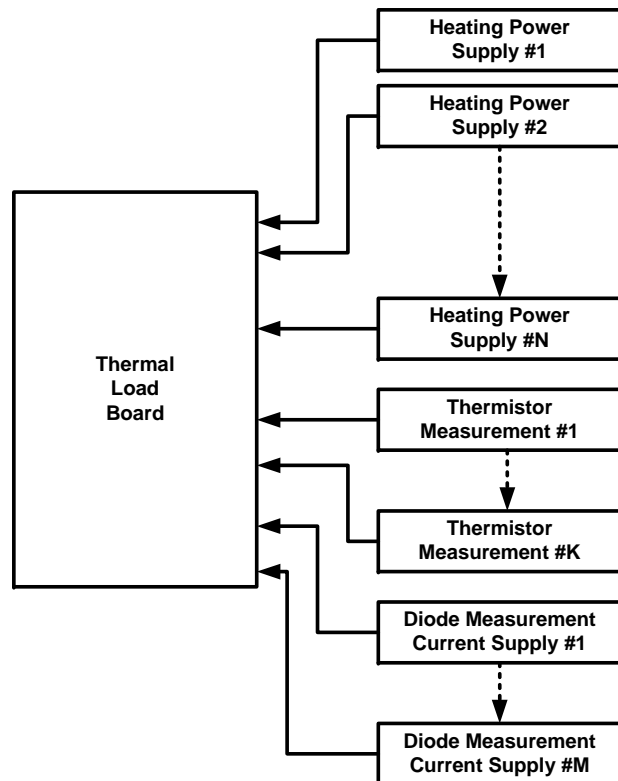 Heating Power
Supply #1
Heating Power
Supply #2
Heating Power
Supply #N
Thermal
Load
Board
Thermistor
Measurement #1
Thermistor
Measurement #K
Diode Measurement
Current Supply #1
Diode Measurement
Current Supply #M